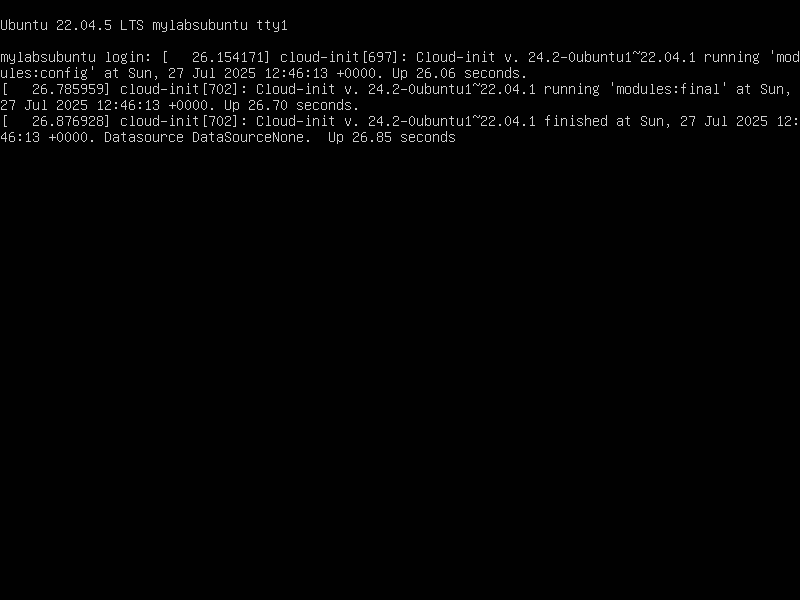 Ubuntu 22.04.5 LTS mylabsubuntu tty1
mylabsubuntu login: [   26.154171] cloud-init[697]: Cloud-init v. 24.2-0ubuntu1~22.04.1 running 'mod
ules:config' at Sun, 27 Jul 2025 12:46:13 +0000. Up 26.06 seconds.
[   26.785959] cloud-init[702]: Cloud-init v. 24.2-0ubuntu1~22.04.1 running 'modules:final' at Sun,
27 Jul 2025 12:46:13 +0000. Up 26.70 seconds.
[   26.876928] cloud-init[702]: Cloud-init v. 24.2-0ubuntu1~22.04.1 finished at Sun, 27 Jul 2025 12:
46:13 +0000. Datasource DataSourceNone.  Up 26.85 seconds